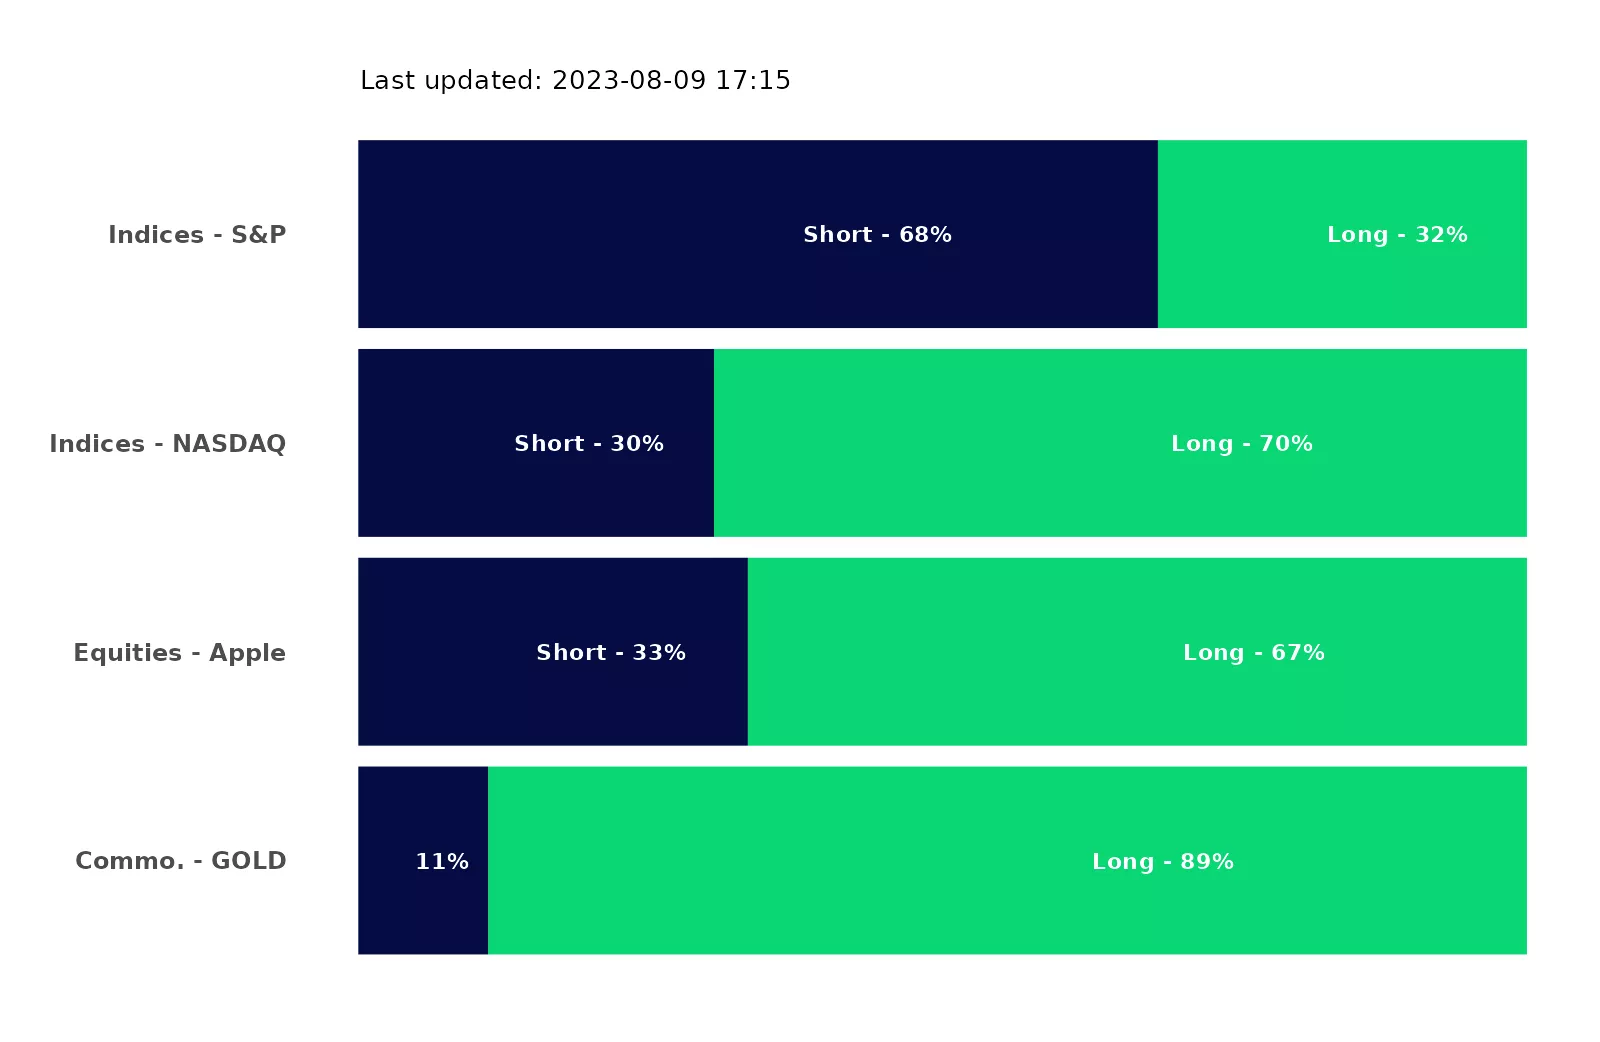 Last updated: 2023-08-09 17:15
Indices - S&P Short - 68% Long - 32%
Indices - NASDAQ Short - 30% Long - 70%
Equities - Apple Short - 33% Long - 67%
Commo. - GOLD 11% Long - 89%